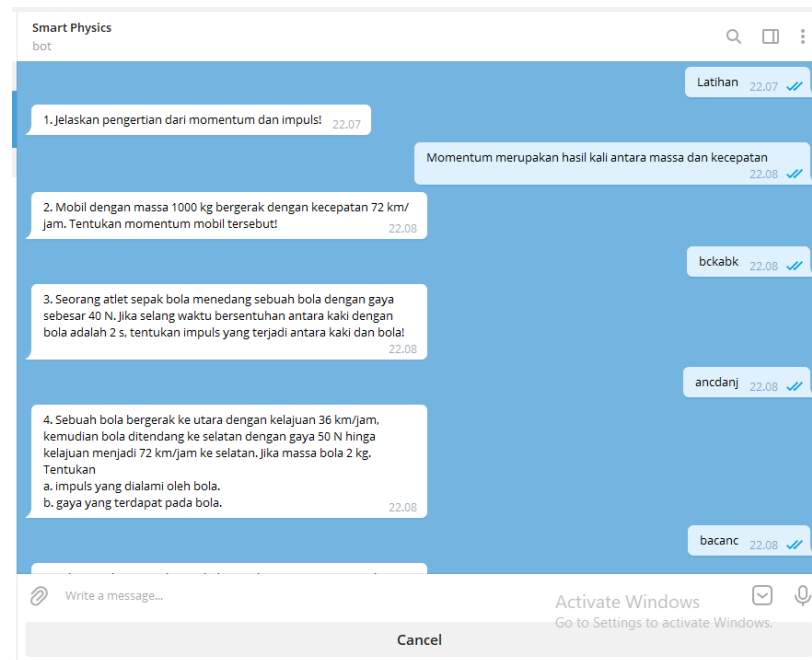 Smart Physics
bot
Latihan 22.07
1. Jelaskan pengertian dari momentum dan impuls! 22.07
Momentum merupakan hasil kali antara massa dan kecepatan
22.08
2. Mobil dengan massa 1000 kg bergerak dengan kecepatan 72 km/
jam. Tentukan momentum mobil tersebut! 22.08
bckabk 22.08
3. Seorang atlet sepak bola menedang sebuah bola dengan gaya
sebesar 40 N. Jika selang waktu bersentuhan antara kaki dengan
bola adalah 2 s, tentukan impuls yang terjadi antara kaki dan bola!
22.08
ancdanj 22.08
4. Sebuah bola bergerak ke utara dengan kelajuan 36 km/jam,
kemudian bola ditendang ke selatan dengan gaya 50 N hingga
kelajuan menjadi 72 km/jam ke selatan. Jika massa bola 2 kg.
Tentukan
a. impuls yang dialami oleh bola.
b. gaya yang terdapat pada bola. 22.08
bacanc 22.08
Write a message...
Activate Windows
Go to Settings to activate Windows.
Cancel